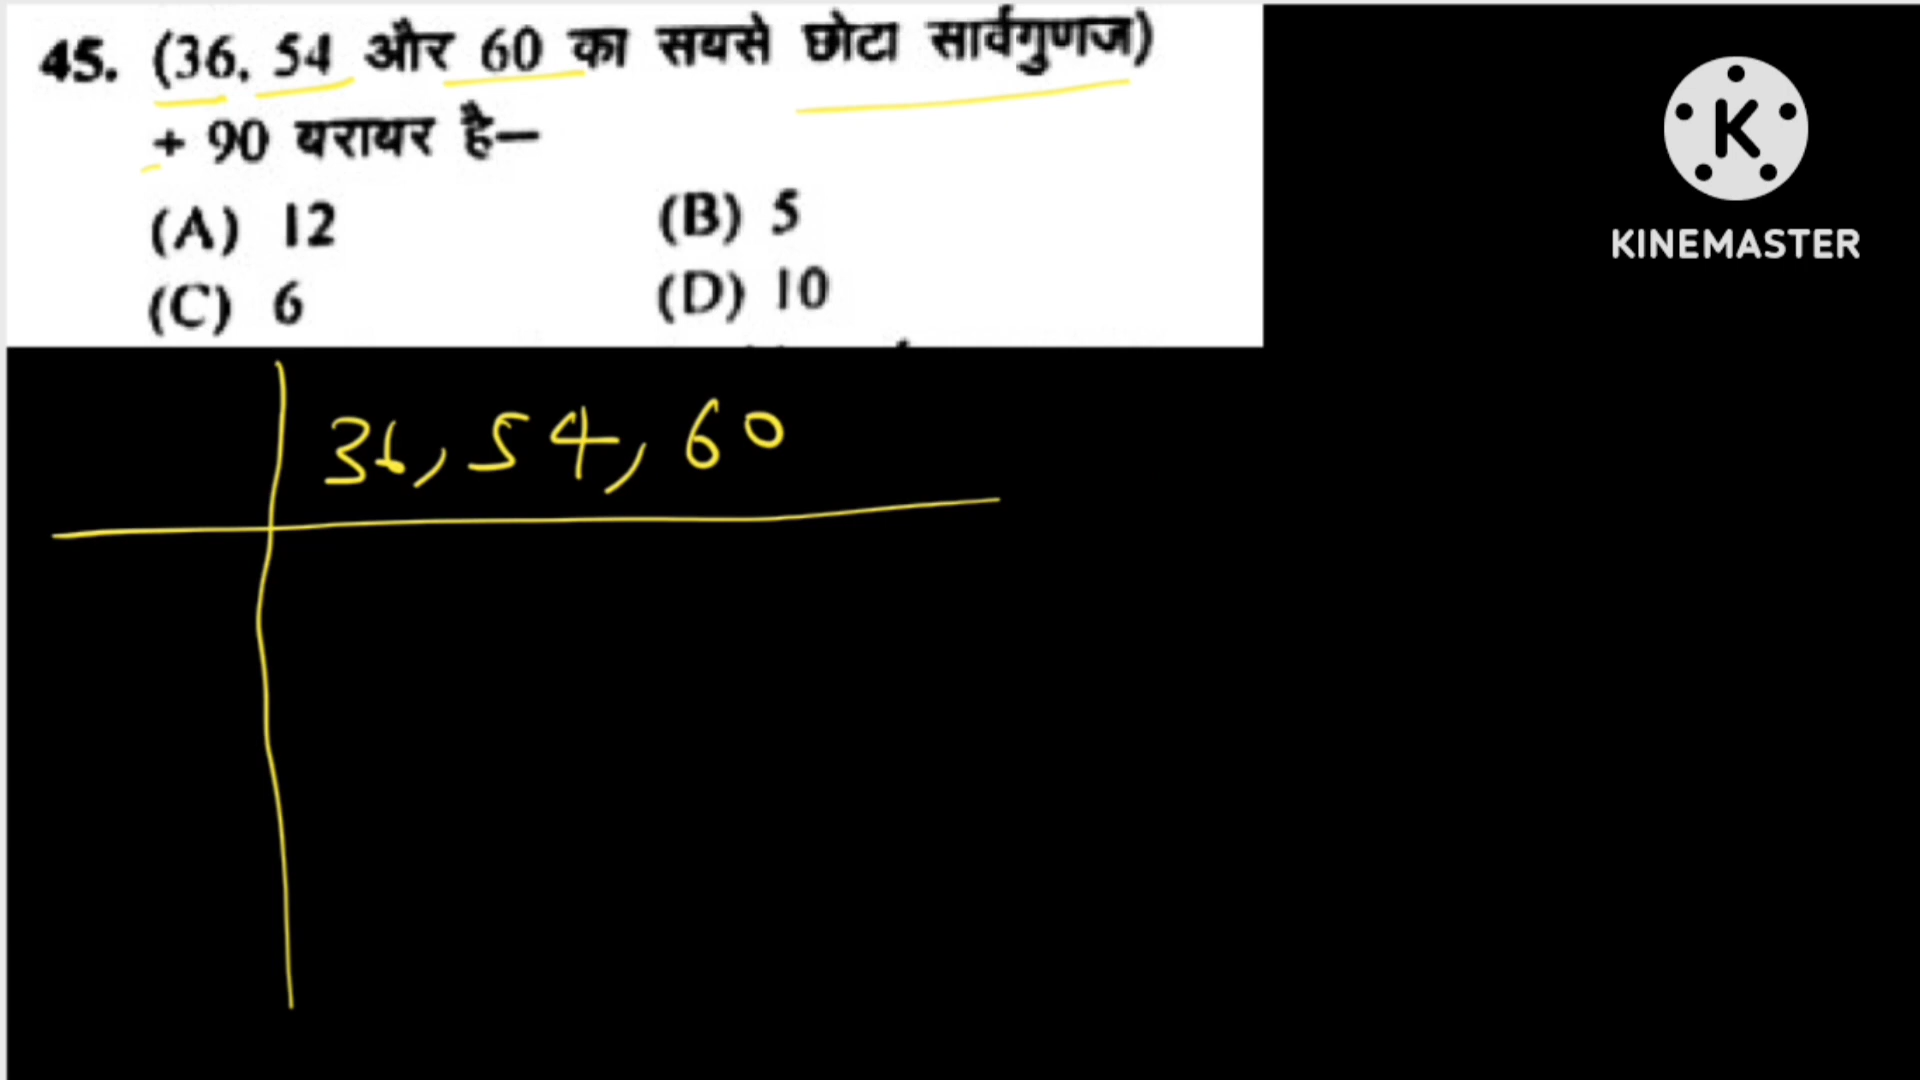 45. (36, 54 और 60 का सबसे छोटा सार्वगुणज)
+ 90 बराबर है—
(A) 12 (B) 5
(C) 6 (D) 10
36, 54, 60
K
KINEMASTER